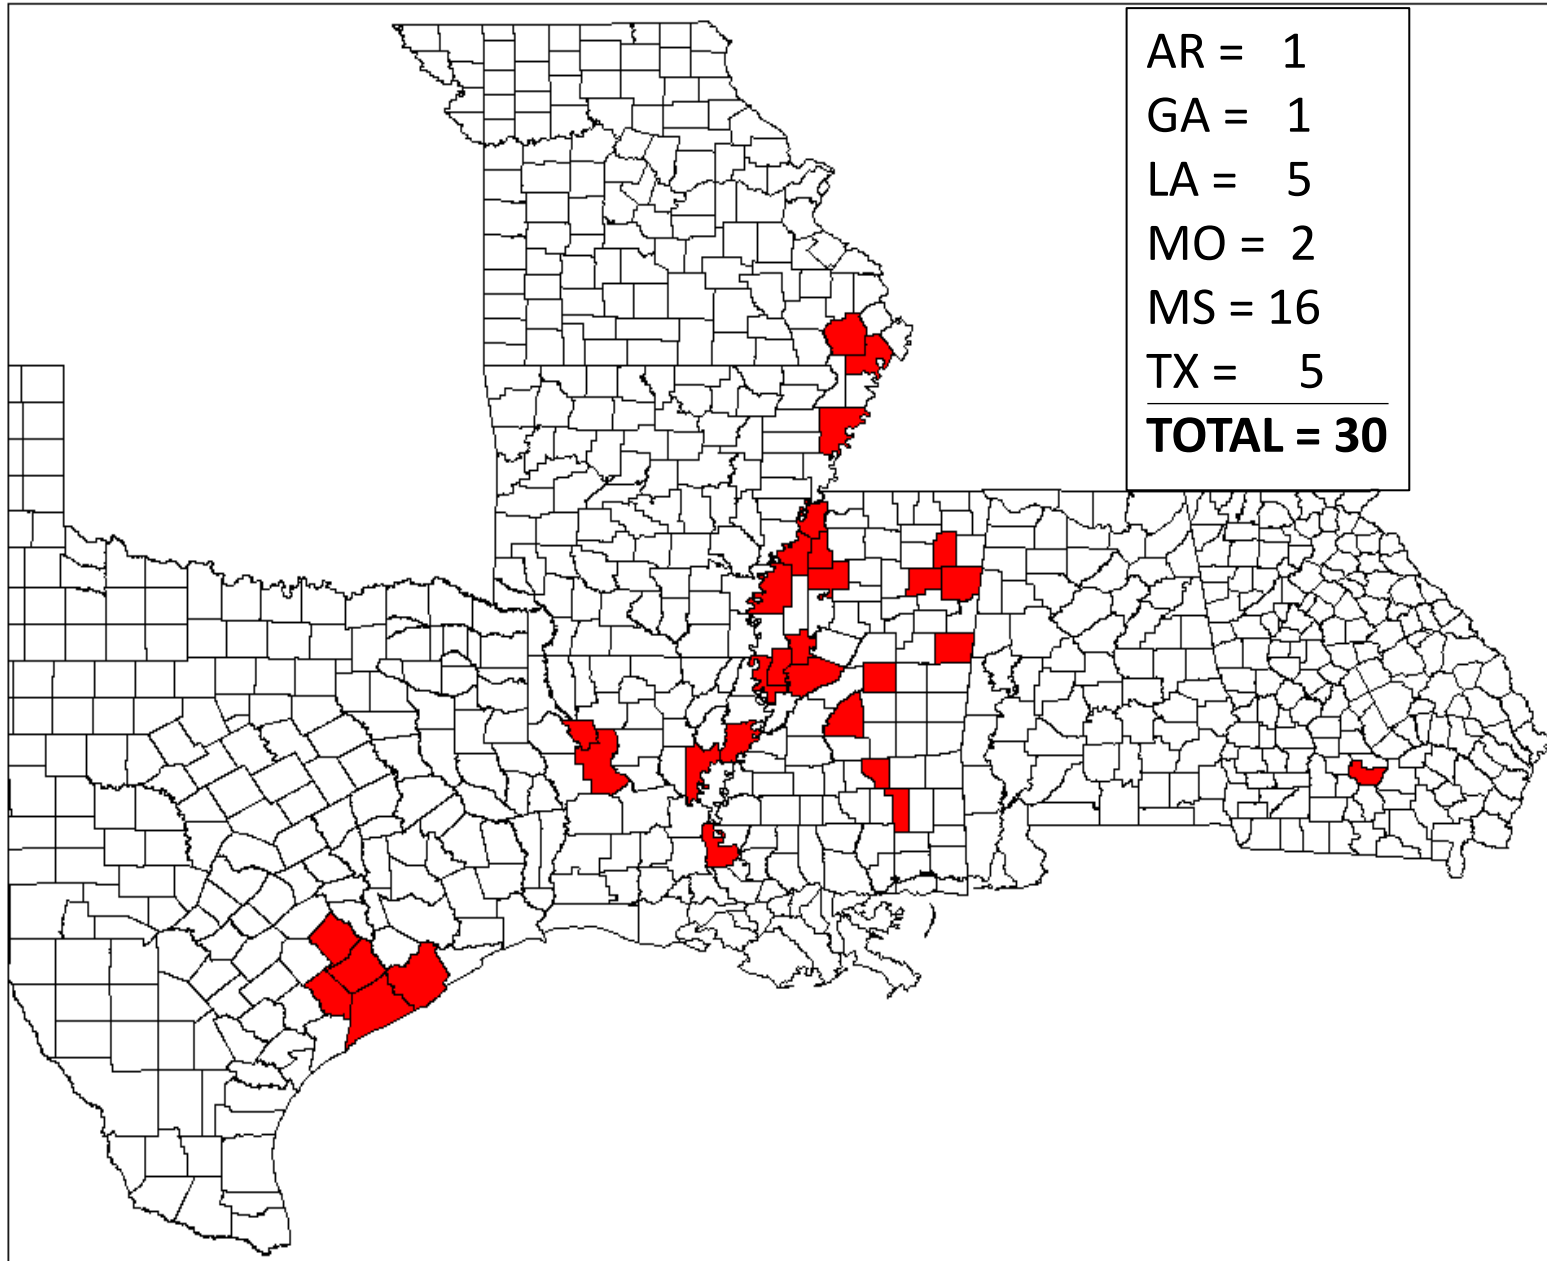 AR = 1
GA = 1
LA = 5
MO = 2
MS = 16
TX = 5
TOTAL = 30